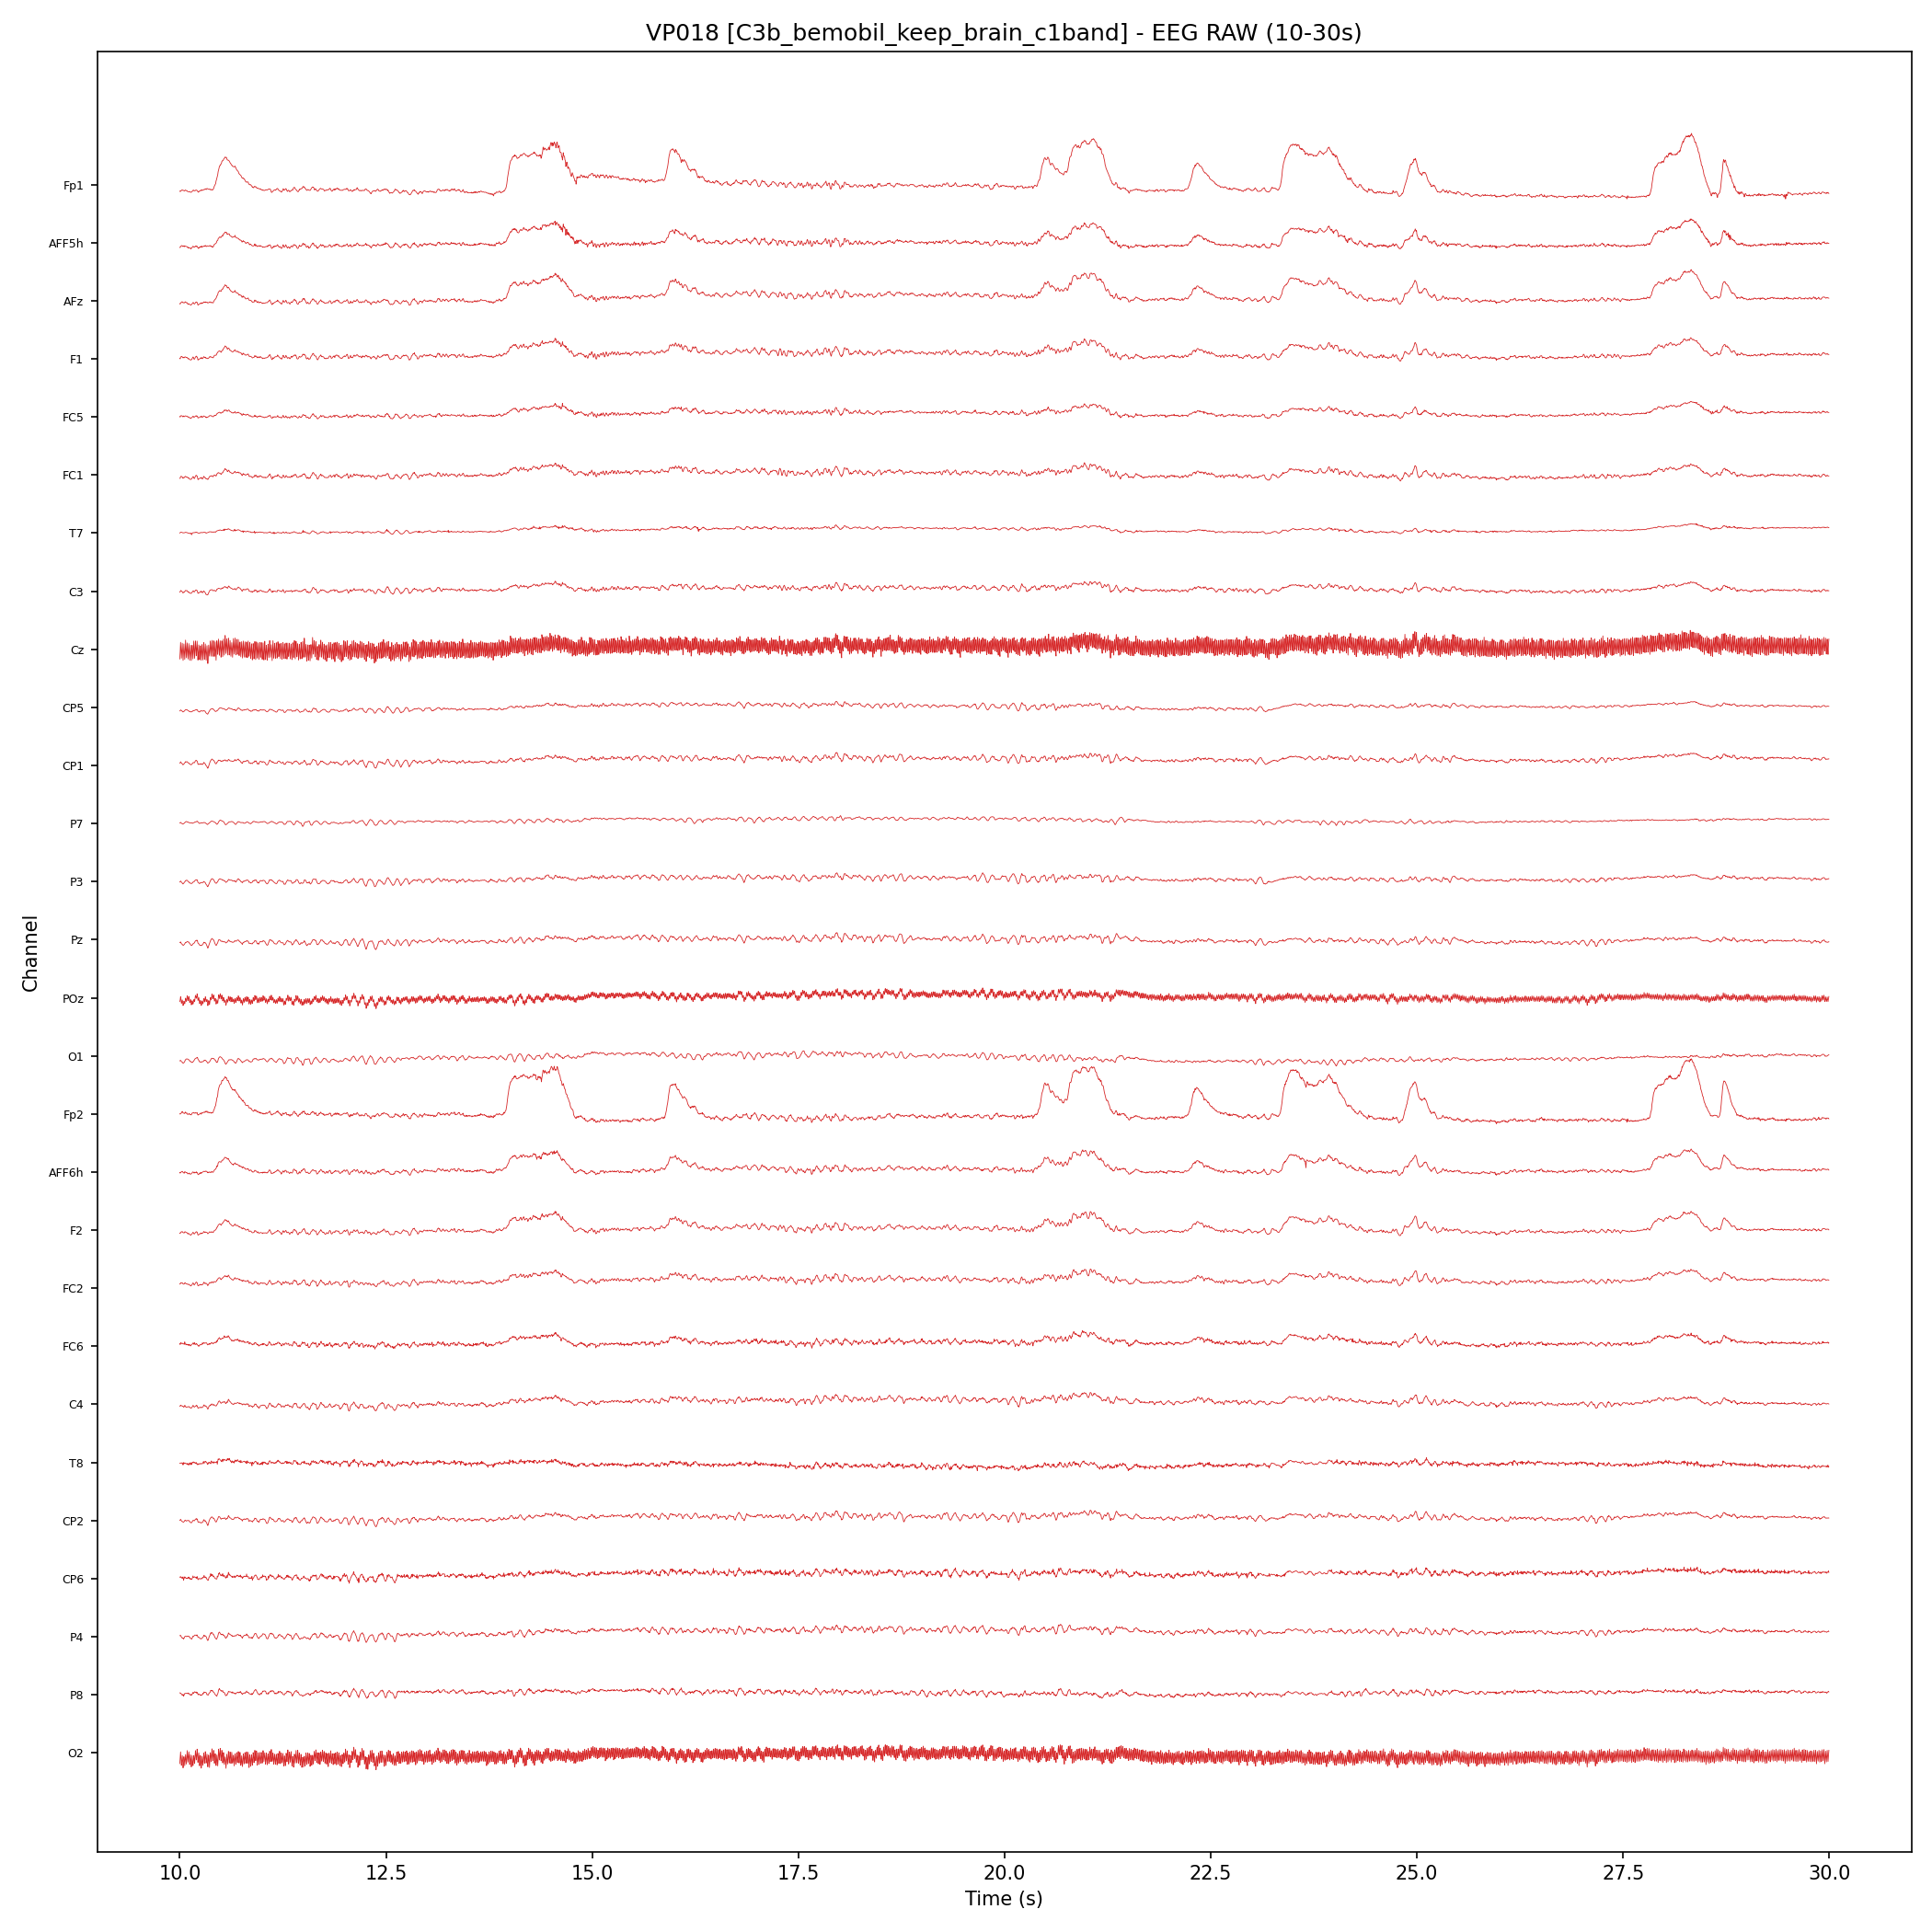 VP018 [C3b_bemobil_keep_brain_c1band] - EEG RAW (10-30s)
Channel
Fp1
AFF5h
AFz
F1
FC5
FC1
T7
C3
Cz
CP5
CP1
P7
P3
Pz
POz
O1
Fp2
AFF6h
F2
FC2
FC6
C4
T8
CP2
CP6
P4
P8
O2
10.0 12.5 15.0 17.5 20.0 22.5 25.0 27.5 30.0
Time (s)